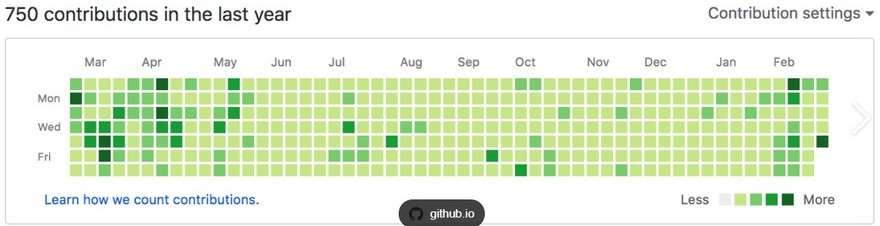 750 contributions in the last year
Contribution settings
Mar Apr May Jun Jul Aug Sep Oct Nov Dec Jan Feb
Mon
Wed
Fri
Learn how we count contributions.
Less More
github.io